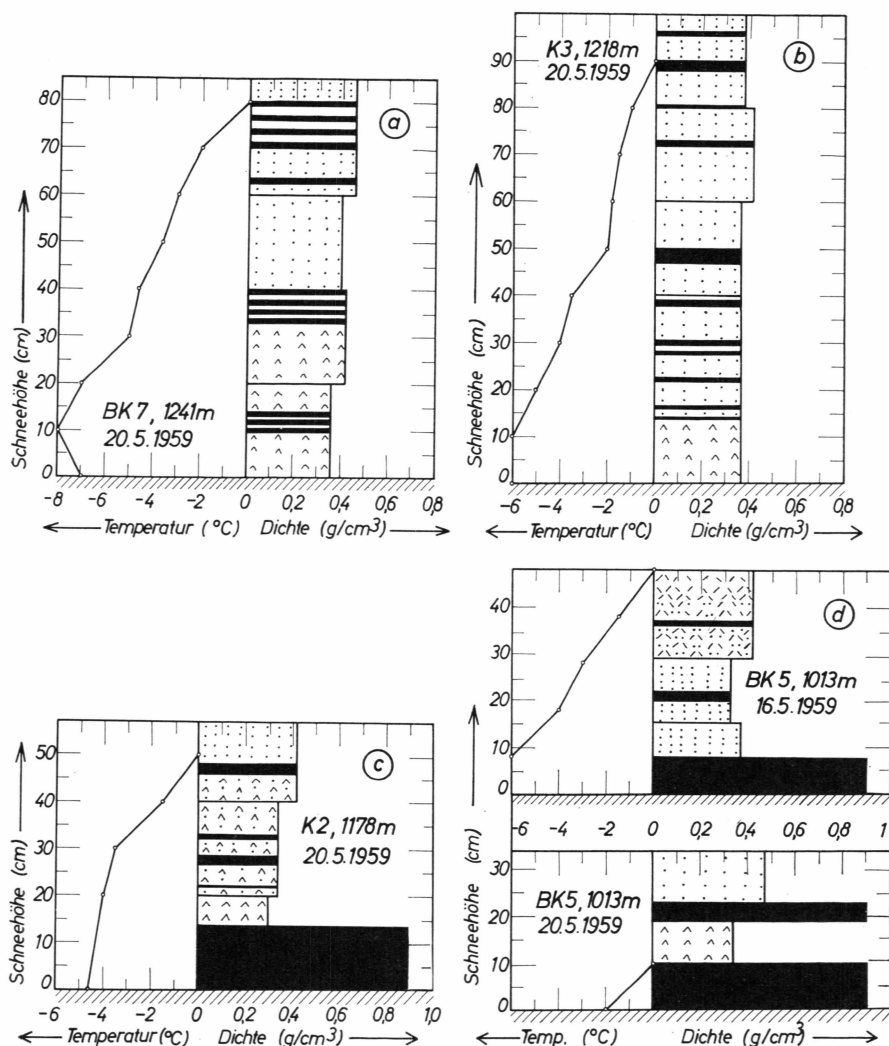 a
80
70
60
50
40
30
20
10
0
Schneehöhe (cm)
BK 7, 1241m
20.5.1959
-8 -6 -4 -2 0 0,2 0,4 0,6 0,8
Temperatur (°C) Dichte (g/cm³)
b
K3, 1218m
20.5.1959
90
80
70
60
50
40
30
20
10
0
Schneehöhe (cm)
-6 -4 -2 0 0,2 0,4 0,6 0,8
Temperatur (°C) Dichte (g/cm³)
c
50
40
30
20
10
0
Schneehöhe (cm)
K2, 1178m
20.5.1959
-6 -4 -2 0 0,2 0,4 0,6 0,8 1,0
Temperatur (°C) Dichte (g/cm³)
d
40
30
20
10
0
BK 5, 1013m
16.5.1959
-6 -4 -2 0 0,2 0,4 0,6 0,8 1
30
20
10
0
Schneehöhe (cm)
BK5, 1013m
20.5.1959
Temp. (°C) Dichte (g/cm³)